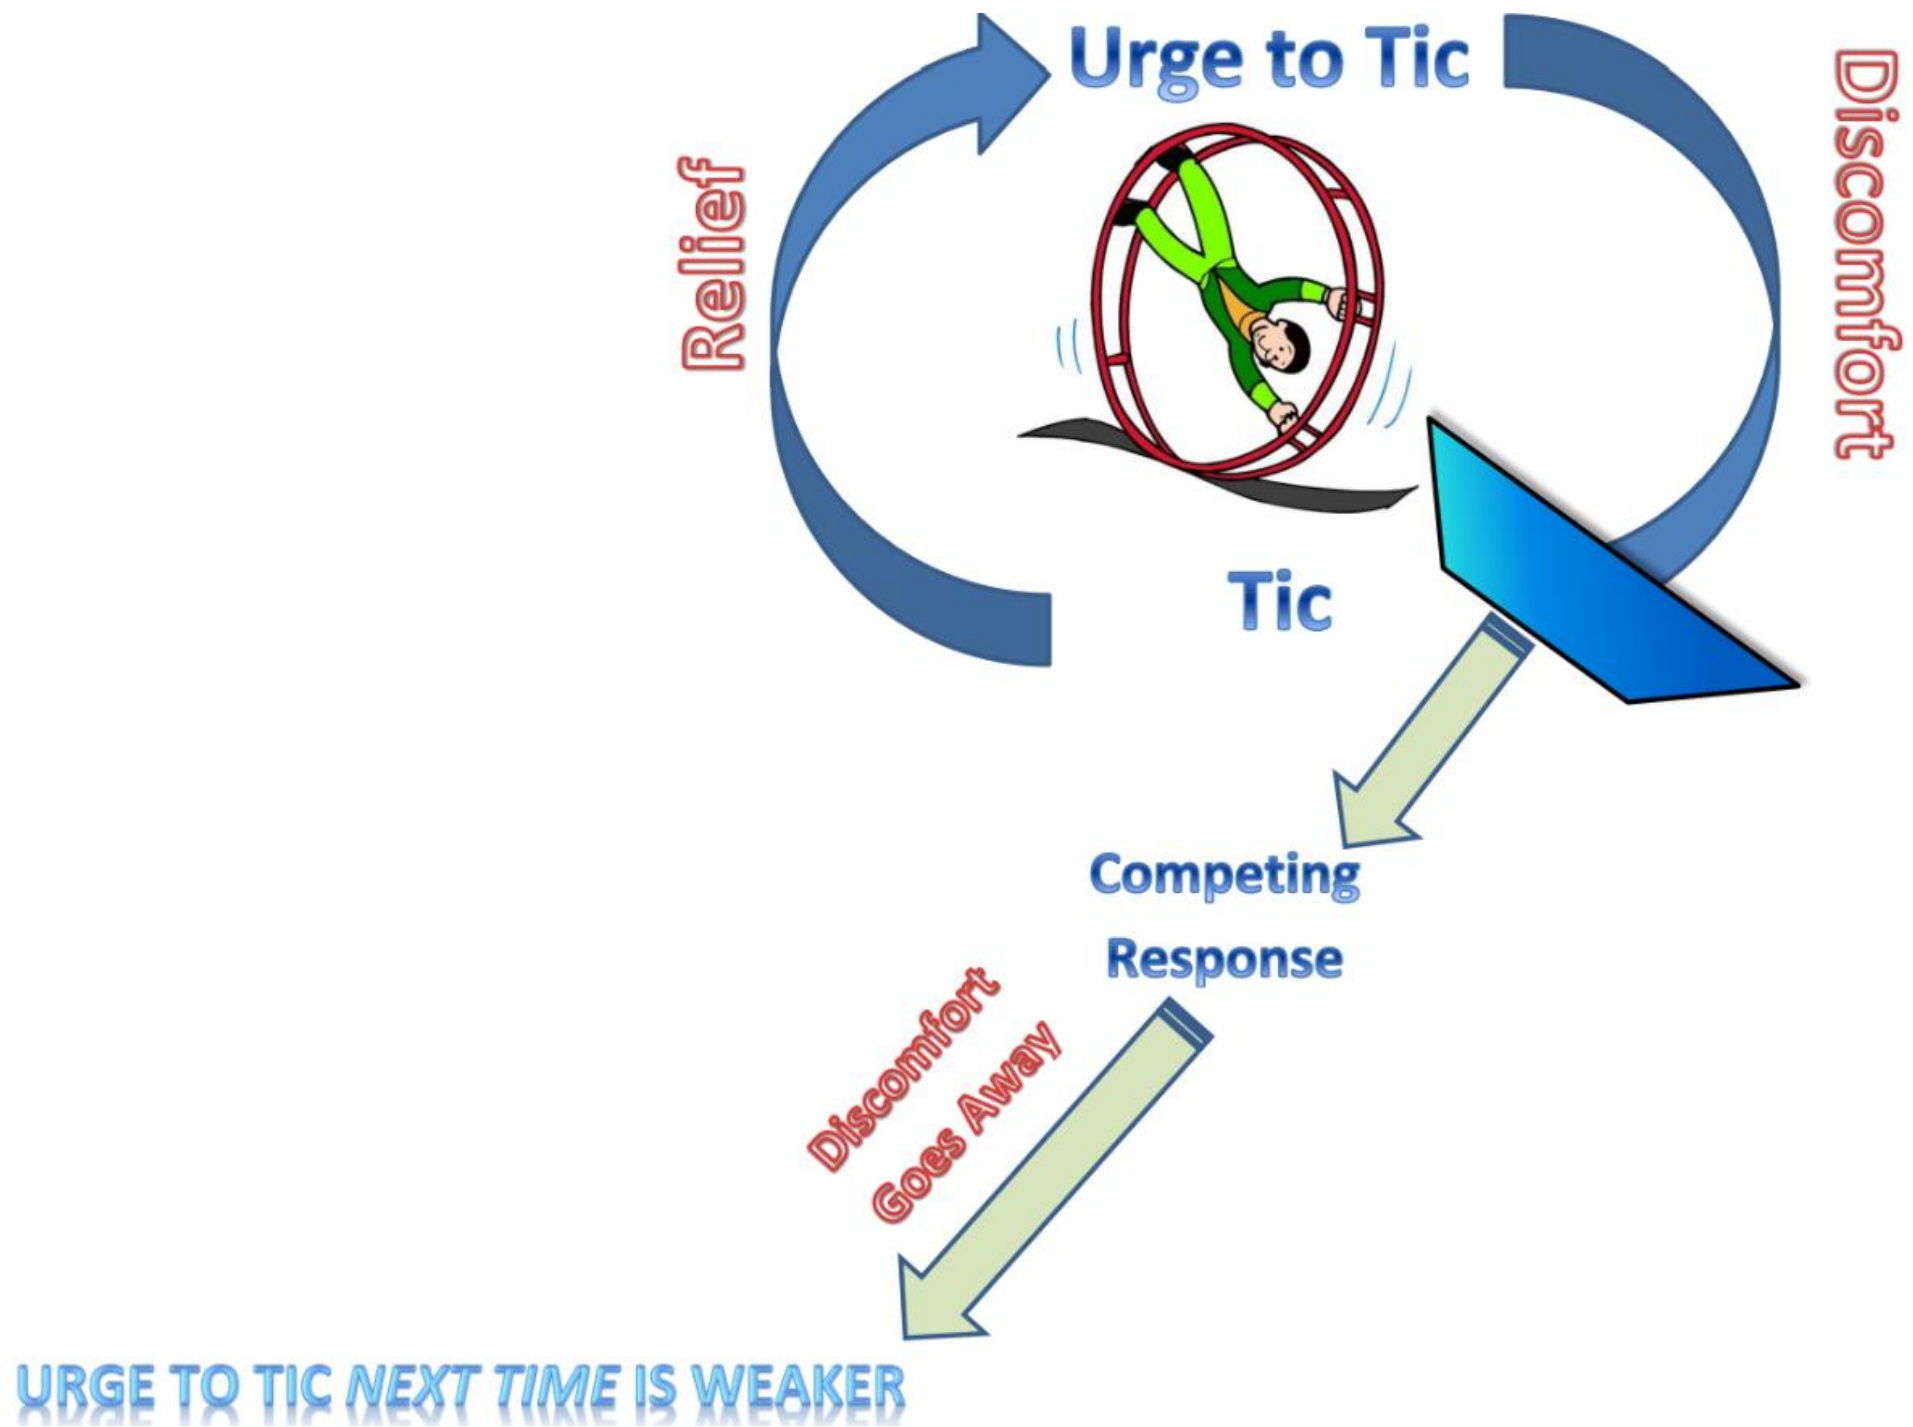 Urge to Tic
Discomfort
Relief
Tic
Competing
Response
Discomfort
Goes Away
URGE TO TIC NEXT TIME IS WEAKER